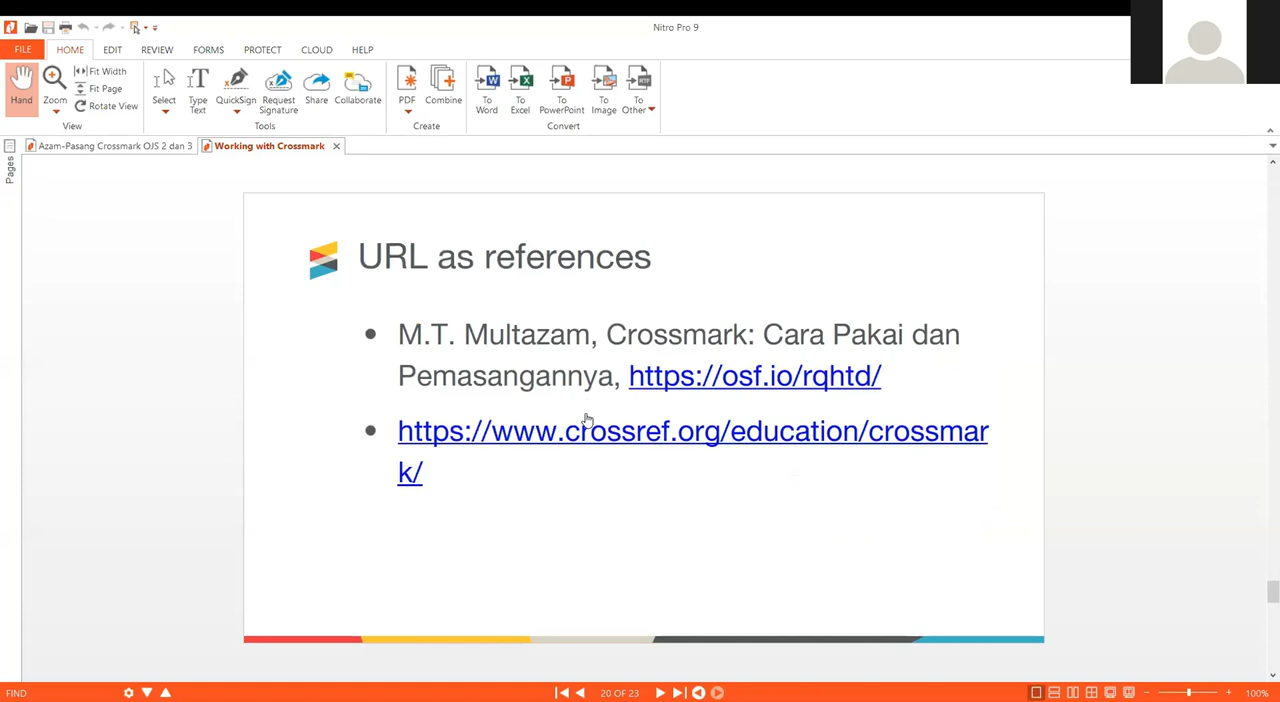 Nitro Pro 9
FILE HOME EDIT REVIEW FORMS PROTECT CLOUD HELP
Hand
Zoom
Fit Width
Fit Page
Rotate View
View
Select
Type
Text
QuickSign
Request
Signature
Share
Collaborate
Tools
PDF
Combine
Create
To
Word
To
Excel
To
PowerPoint
To
Image
To
Other
Convert
Azam-Pasang Crossmark OJS 2 dan 3
Working with Crossmark
Pages
URL as references
• M.T. Multazam, Crossmark: Cara Pakai dan
Pemasangannya, https://osf.io/rqhtd/
• https://www.crossref.org/education/crossmar
k/
FIND
20 OF 23
100%